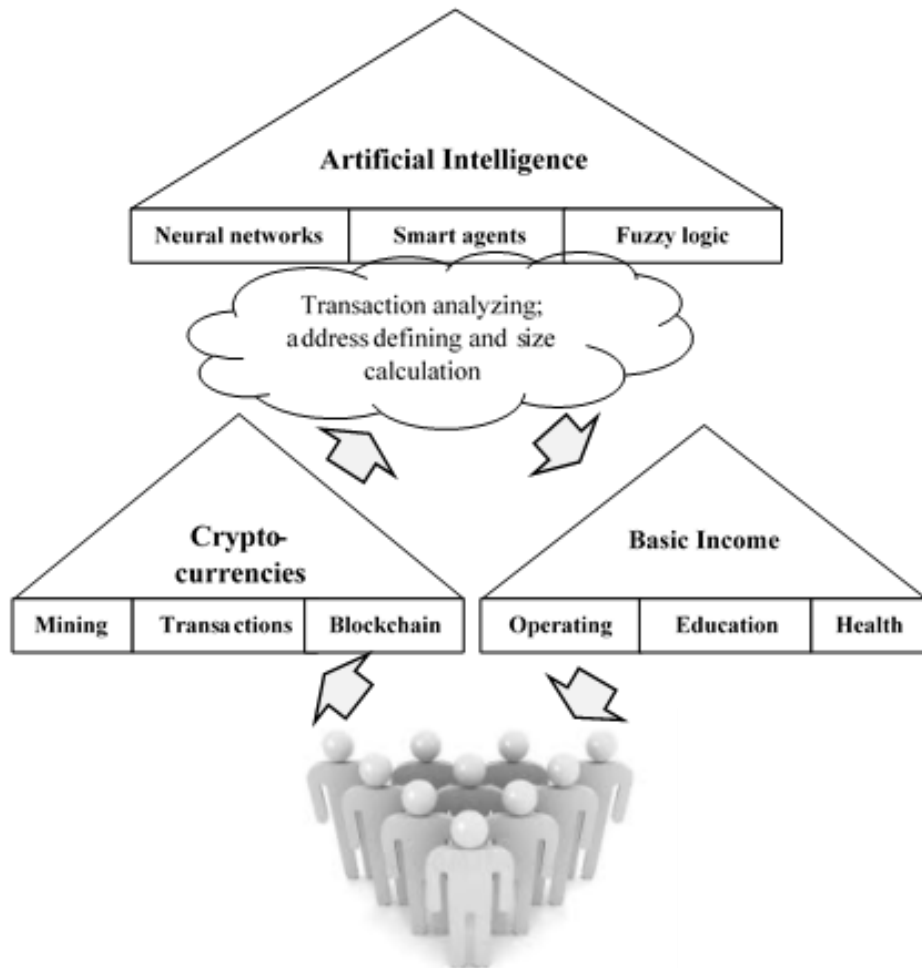 Artificial Intelligence
Neural networks
Smart agents
Fuzzy logic
Transaction analyzing;
address defining and size
calculation
Crypto-
currencies
Mining
Transactions
Blockchain
Basic Income
Operating
Education
Health